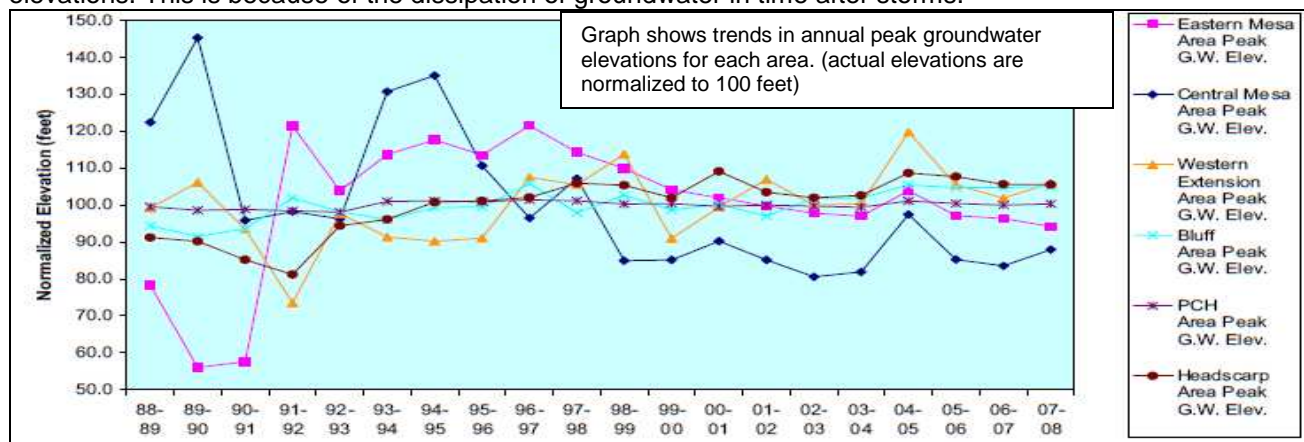 elevations. This is because of the dissipation of groundwater in time after storms.
Graph shows trends in annual peak groundwater
elevations for each area. (actual elevations are
normalized to 100 feet)
Normalized Elevation (feet)
150.0
140.0
130.0
120.0
110.0
100.0
90.0
80.0
70.0
60.0
50.0
88-
89
89-
90
90-
91
91-
92
92-
93
93-
94
94-
95
95-
96
96-
97
97-
98
98-
99
99-
00
00-
01
01-
02
02-
03
03-
04
04-
05
05-
06
06-
07
07-
08
Eastern Mesa
Area Peak
G.W. Elev.
Central Mesa
Area Peak
G.W. Elev.
Western
Extension
Area Peak
G.W. Elev.
Bluff
Area Peak
G.W. Elev.
PCH
Area Peak
G.W. Elev.
Headscarp
Area Peak
G.W. Elev.